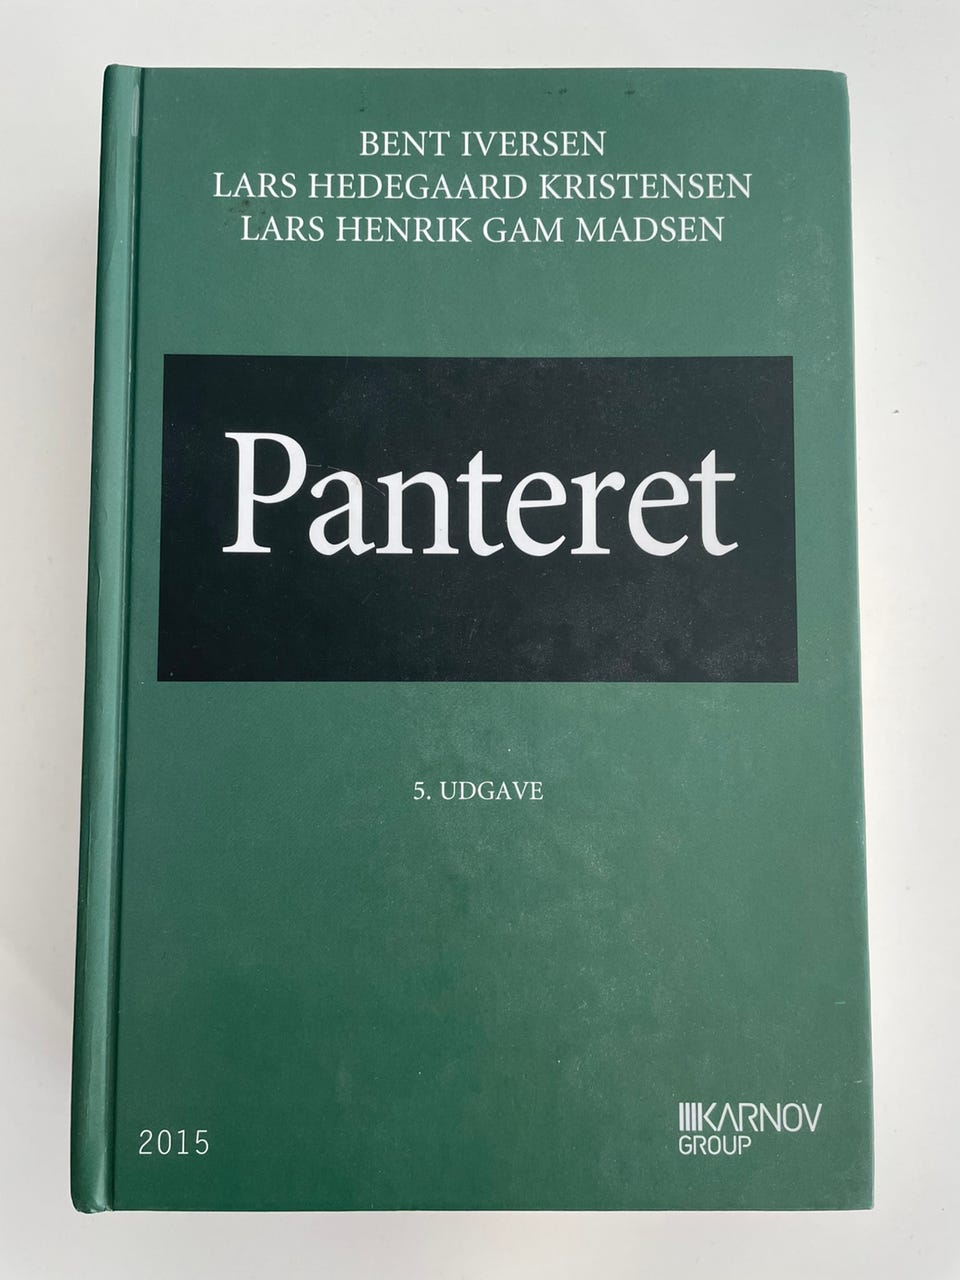 BENT IVERSEN
LARS HEDEGAARD KRISTENSEN
LARS HENRIK GAM MADSEN
Panteret
5. UDGAVE
2015
KARNOV
GROUP